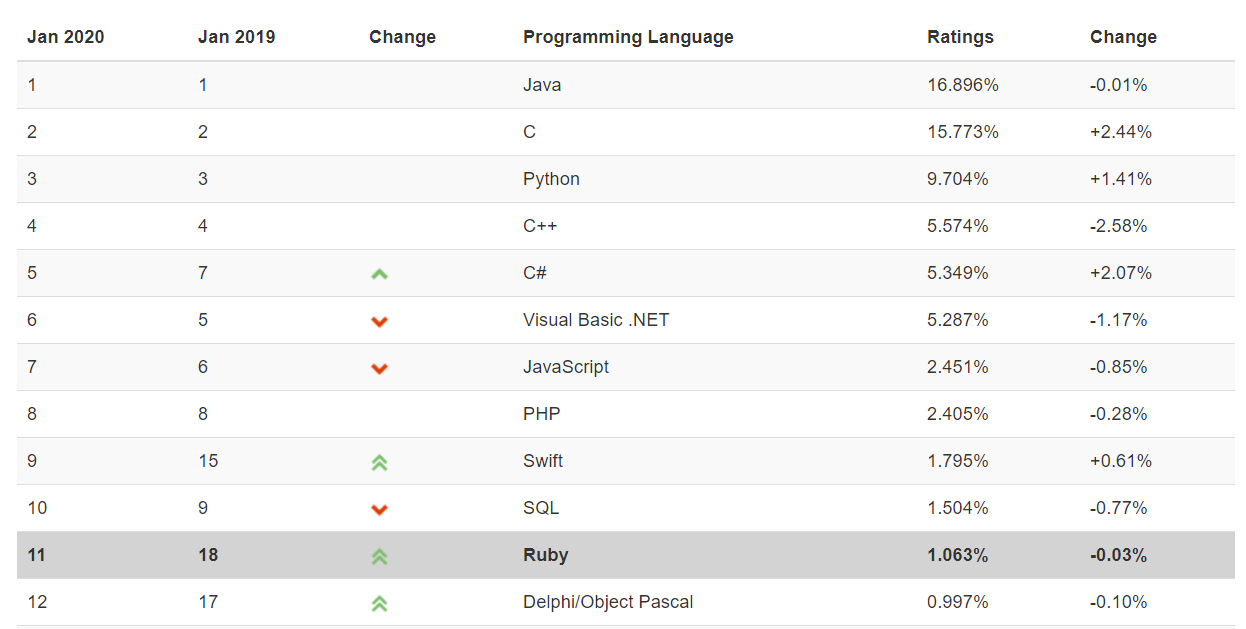 Jan 2020 Jan 2019 Change Programming Language Ratings Change
1 1 Java 16.896% -0.01%
2 2 C 15.773% +2.44%
3 3 Python 9.704% +1.41%
4 4 C++ 5.574% -2.58%
5 7 C# 5.349% +2.07%
6 5 Visual Basic .NET 5.287% -1.17%
7 6 JavaScript 2.451% -0.85%
8 8 PHP 2.405% -0.28%
9 15 Swift 1.795% +0.61%
10 9 SQL 1.504% -0.77%
11 18 Ruby 1.063% -0.03%
12 17 Delphi/Object Pascal 0.997% -0.10%